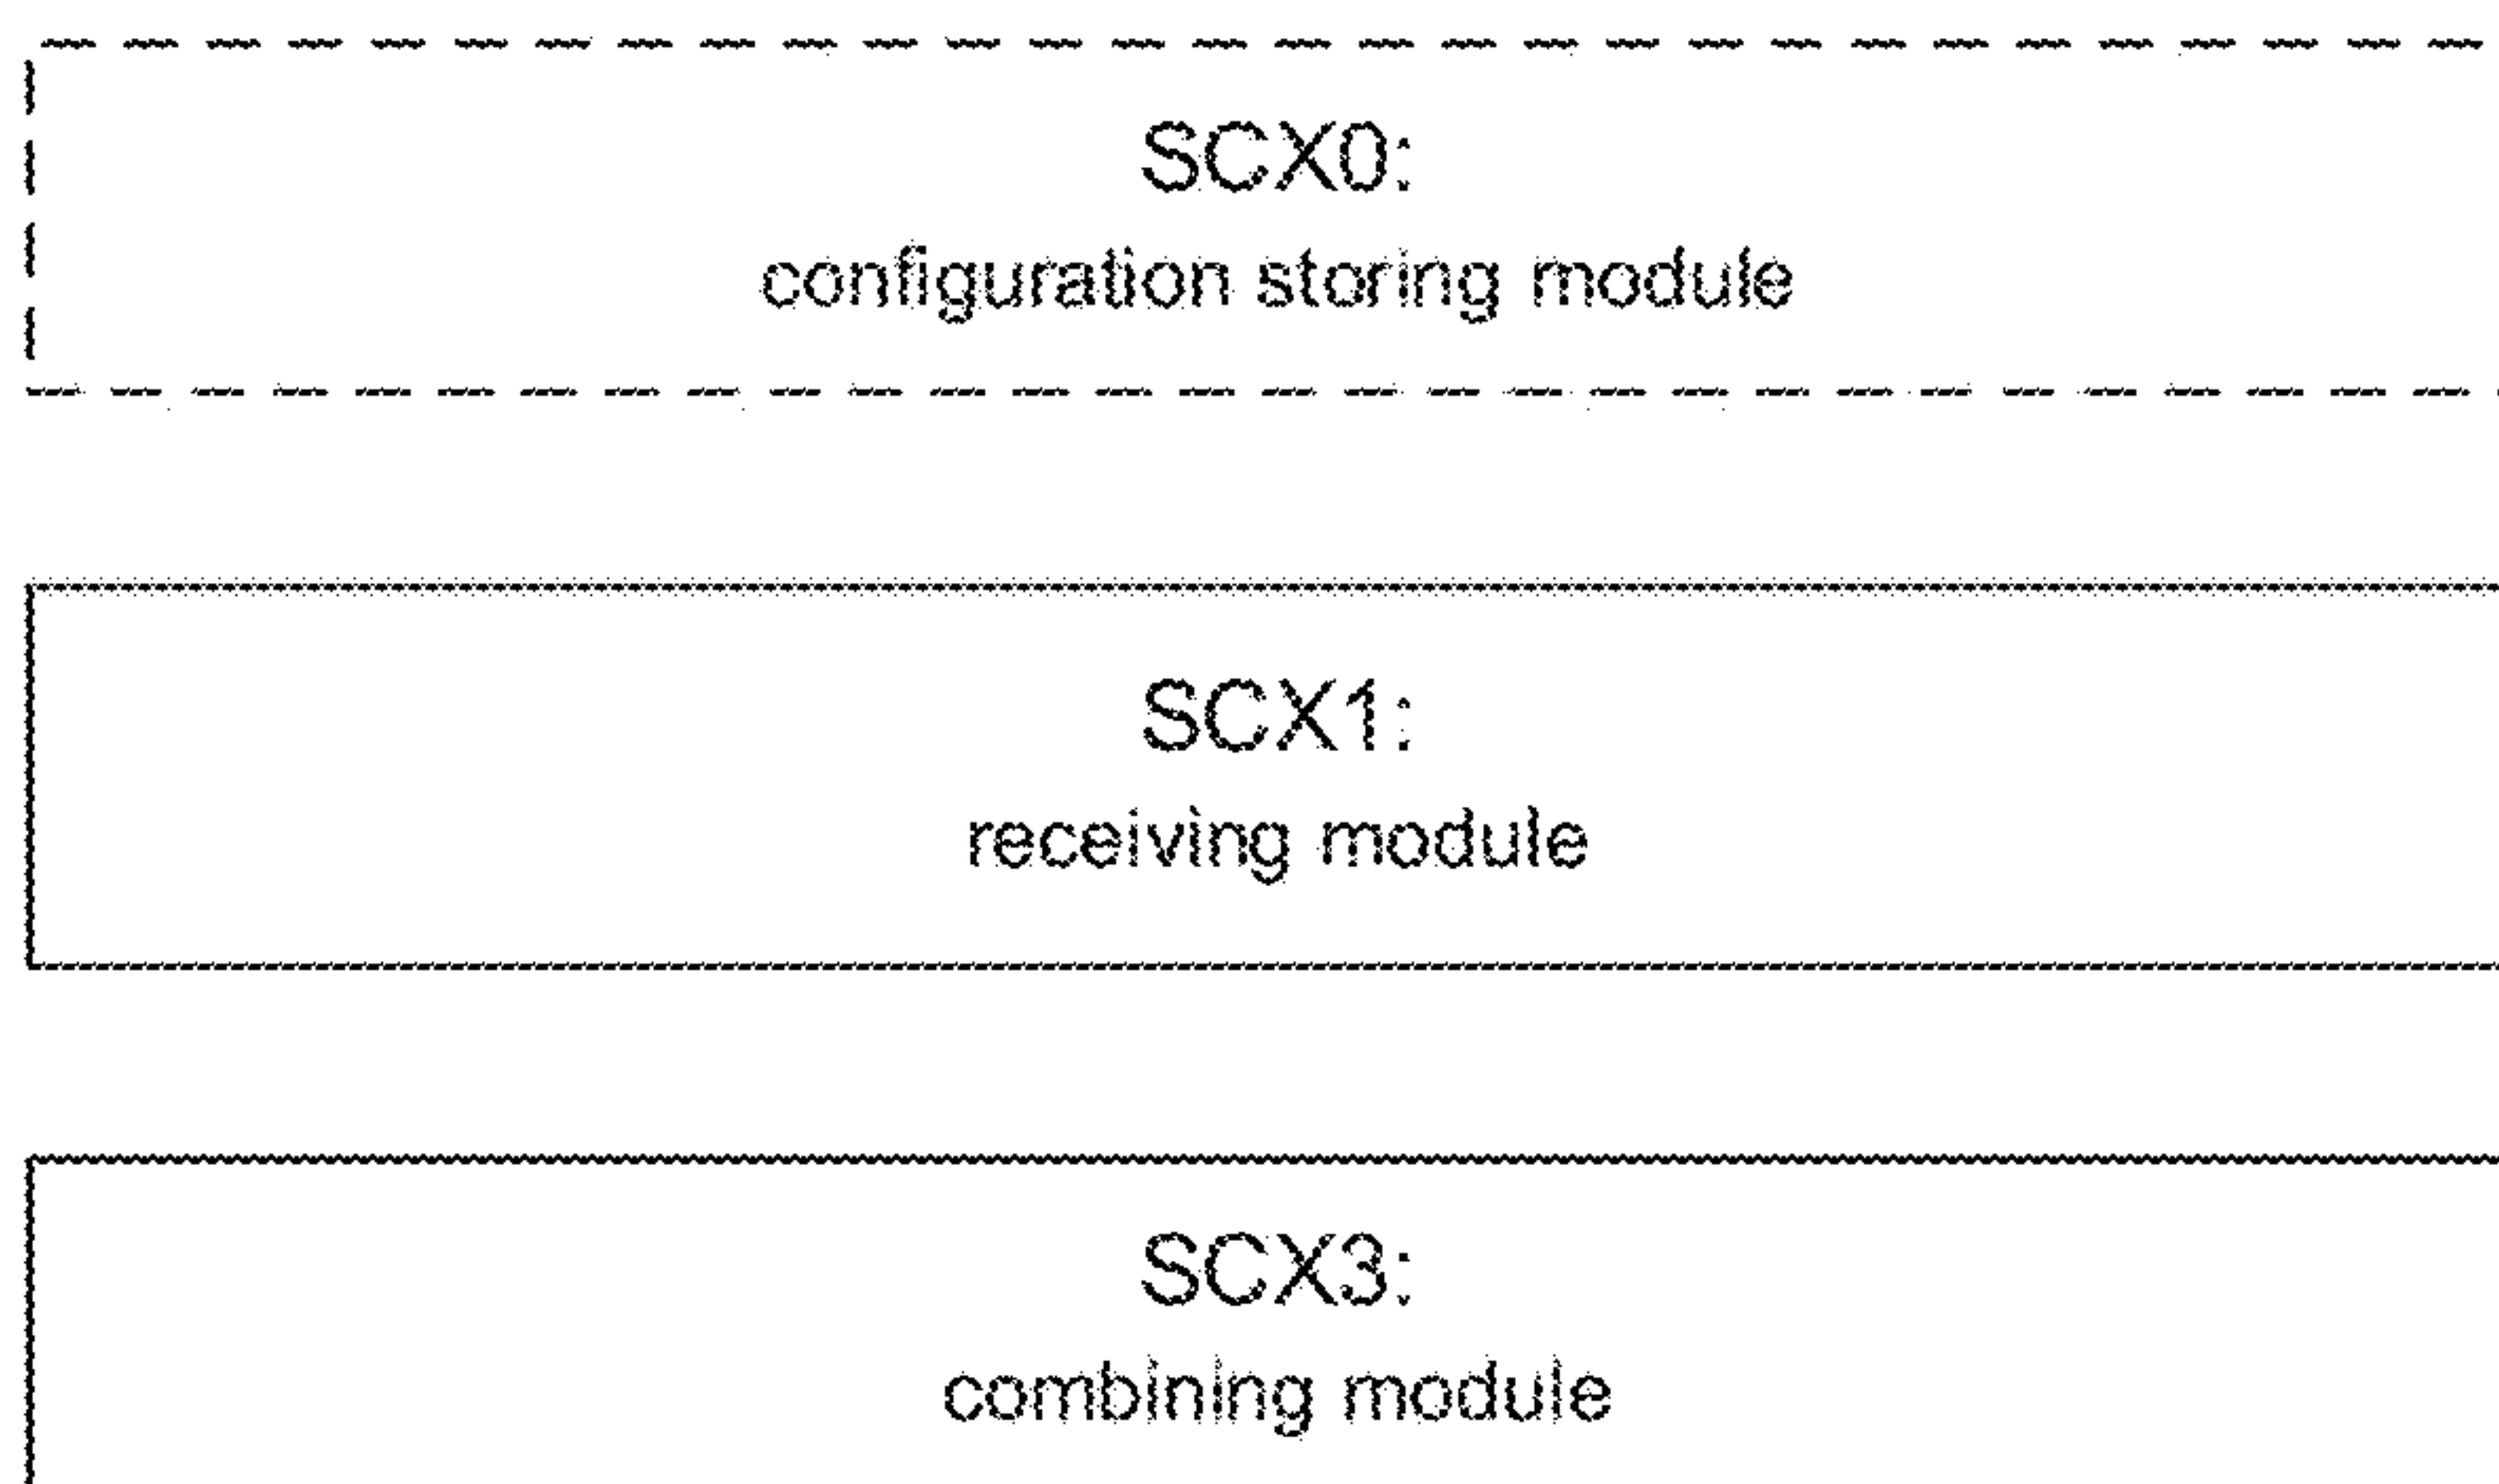 SCX0:
configuration storing module
SCX1:
receiving module
SCX3:
combining module